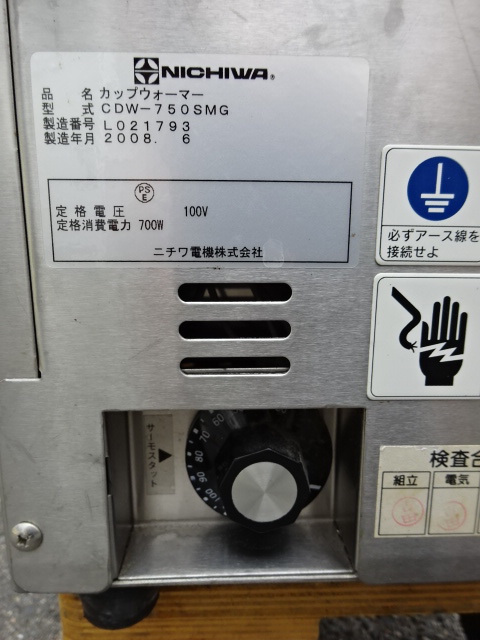 NICHIWA®
品名 カップウォーマー
型式 CDW-750SMG
製造番号 L021793
製造年月 2008. 6
PS
E
定格電圧 100V
定格消費電力 700W
ニチワ電機株式会社
必ずアース線を
接続せよ
サーモスタット
60
70
80
90
100
検査合
組立 電気